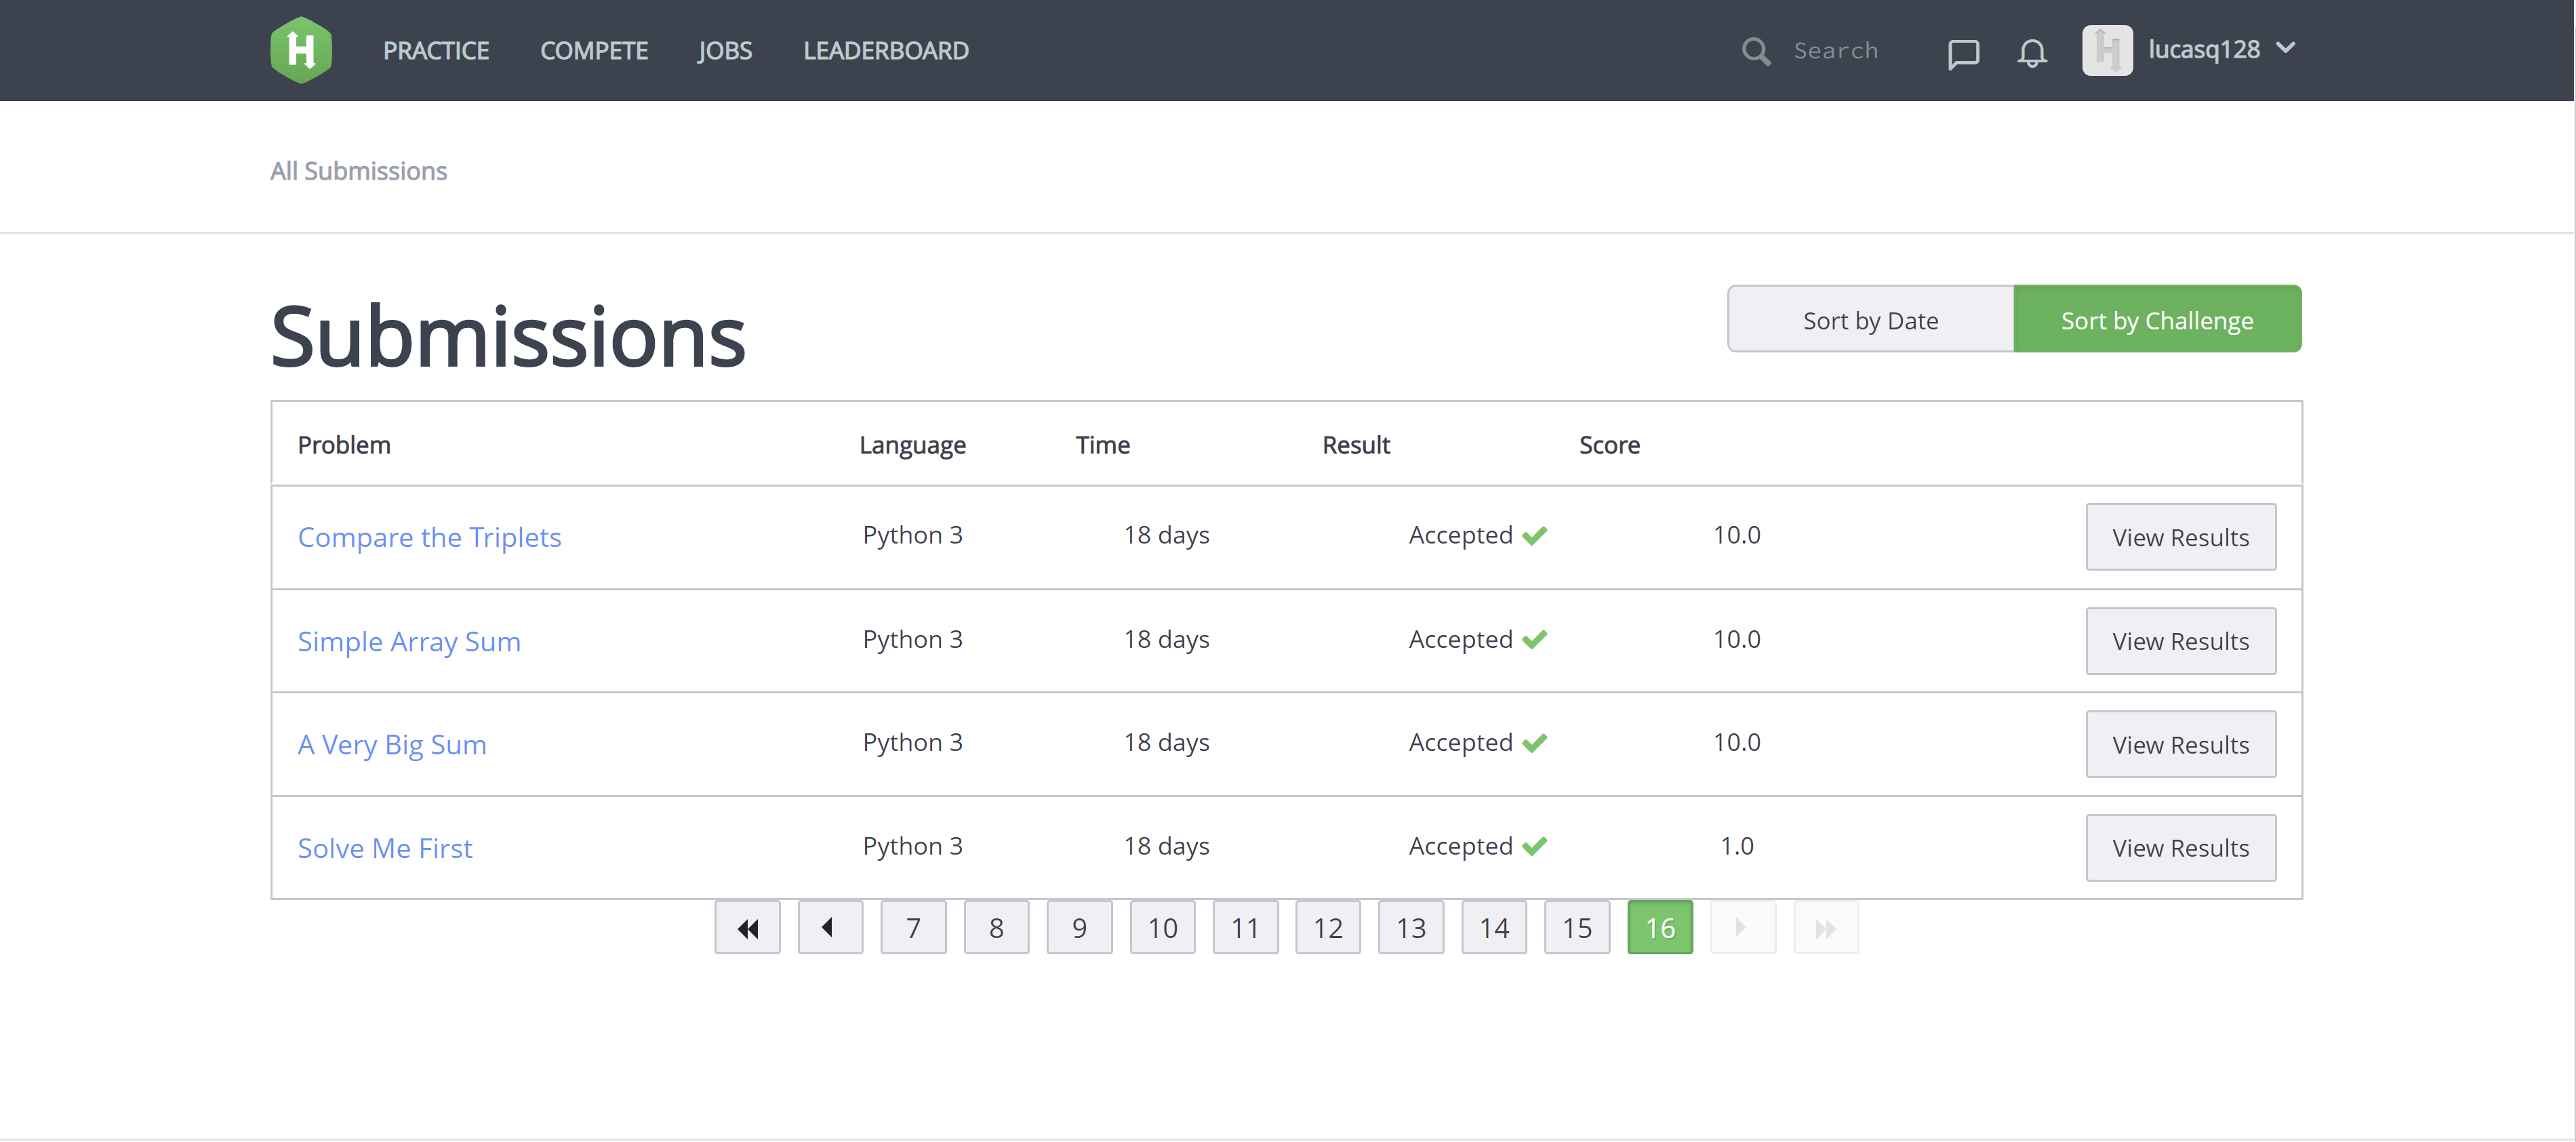 PRACTICE COMPETE JOBS LEADERBOARD Search lucasq128
All Submissions
Submissions Sort by Date Sort by Challenge
Problem Language Time Result Score
Compare the Triplets Python 3 18 days Accepted 10.0 View Results
Simple Array Sum Python 3 18 days Accepted 10.0 View Results
A Very Big Sum Python 3 18 days Accepted 10.0 View Results
Solve Me First Python 3 18 days Accepted 1.0 View Results
7 8 9 10 11 12 13 14 15 16